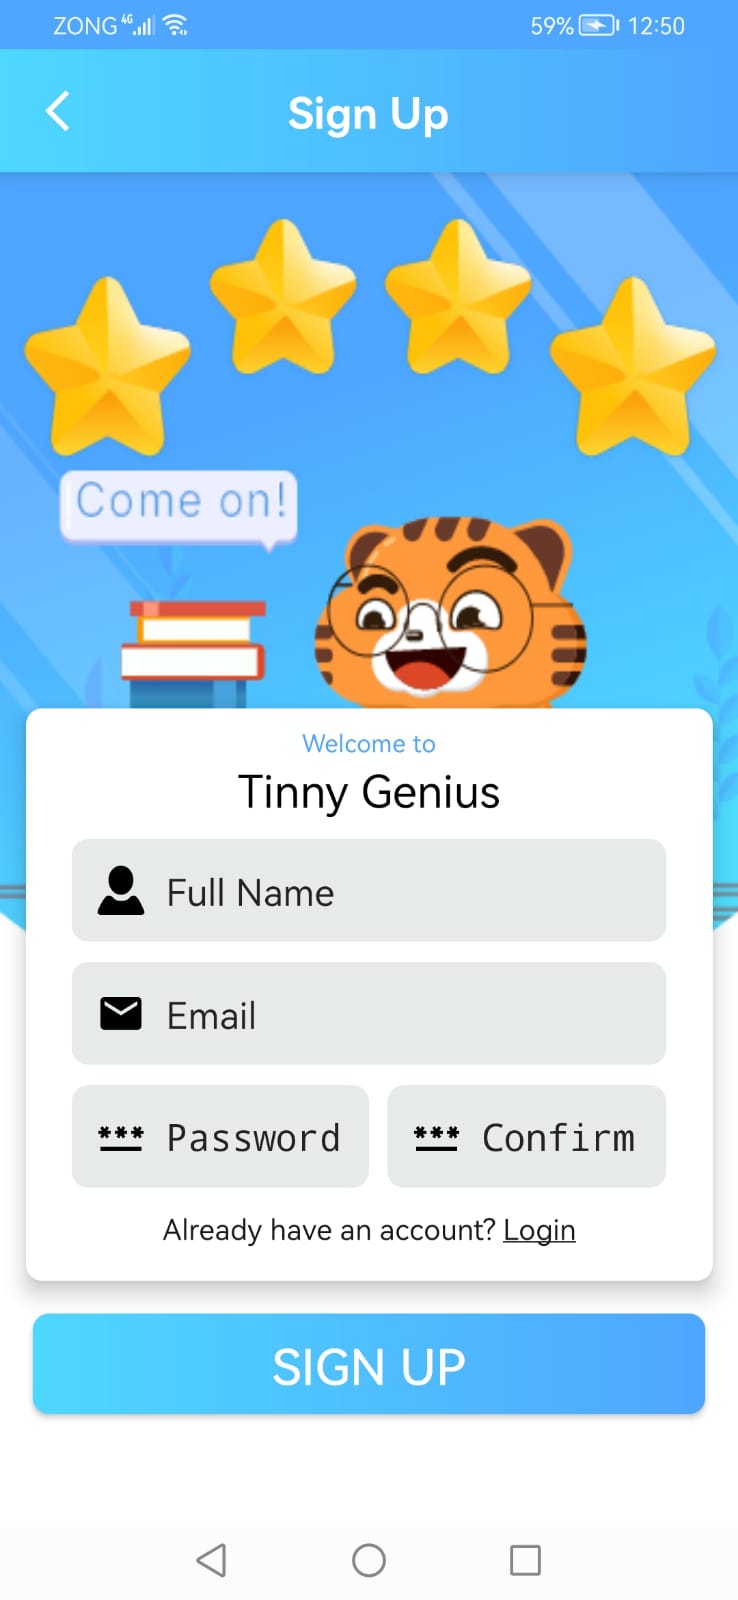 ZONG 4G 59% 12:50
Sign Up
Come on!
Welcome to
Tinny Genius
Full Name
Email
*** Password *** Confirm
Already have an account? Login
SIGN UP